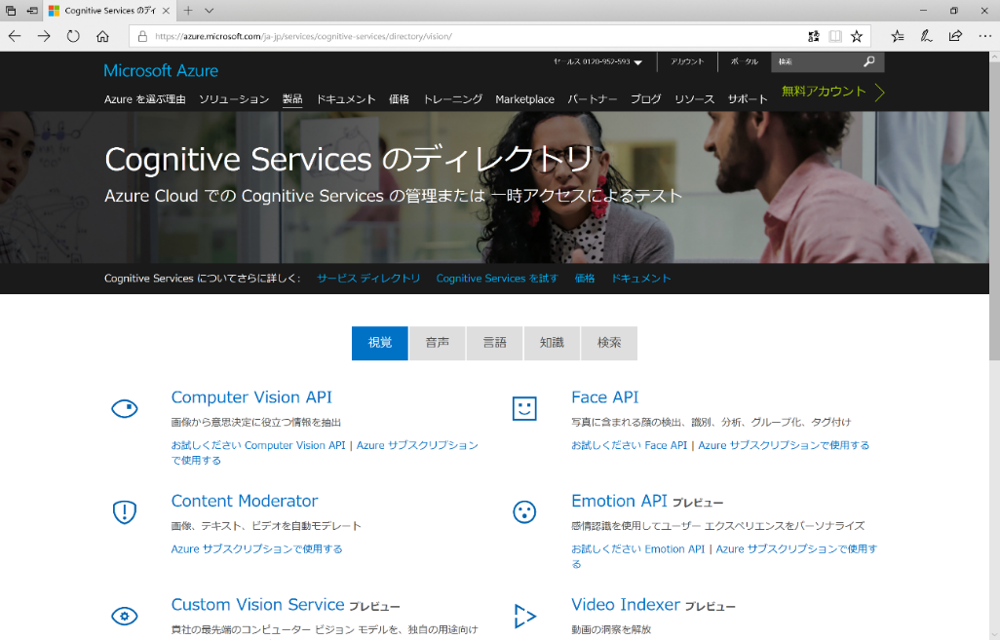 Cognitive Services のディ
https://azure.microsoft.com/ja-jp/services/cognitive-services/directory/vision/
セールス 0120-952-593
アカウント
ポータル
検索
Microsoft Azure
Azure を選ぶ理由 ソリューション 製品 ドキュメント 価格 トレーニング Marketplace パートナー ブログ リソース サポート
無料アカウント
Cognitive Services のディレクトリ
Azure Cloud での Cognitive Services の管理または 一時アクセスによるテスト
Cognitive Services についてさらに詳しく: サービス ディレクトリ Cognitive Services を試す 価格 ドキュメント
視覚 音声 言語 知識 検索
Computer Vision API
画像から意思決定に役立つ情報を抽出
お試しください Computer Vision API | Azure サブスクリプション
で使用する
Face API
写真に含まれる顔の検出、識別、分析、グループ化、タグ付け
お試しください Face API | Azure サブスクリプションで使用する
Content Moderator
画像、テキスト、ビデオを自動モデレート
Azure サブスクリプションで使用する
Emotion API プレビュー
感情認識を使用してユーザー エクスペリエンスをパーソナライズ
お試しください Emotion API | Azure サブスクリプションで使用す
る
Custom Vision Service プレビュー
貴社の最先端のコンピューター ビジョン モデルを、独自の用途向け
Video Indexer プレビュー
動画の洞察を解放